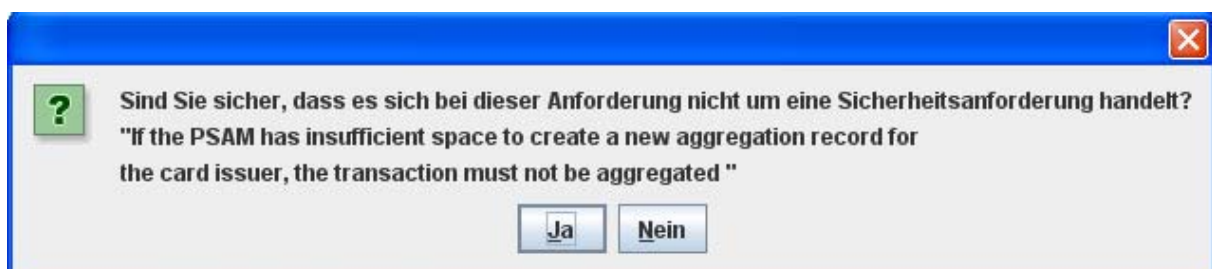 Sind Sie sicher, dass es sich bei dieser Anforderung nicht um eine Sicherheitsanforderung handelt?
"If the PSAM has insufficient space to create a new aggregation record for
the card issuer, the transaction must not be aggregated "
Ja Nein